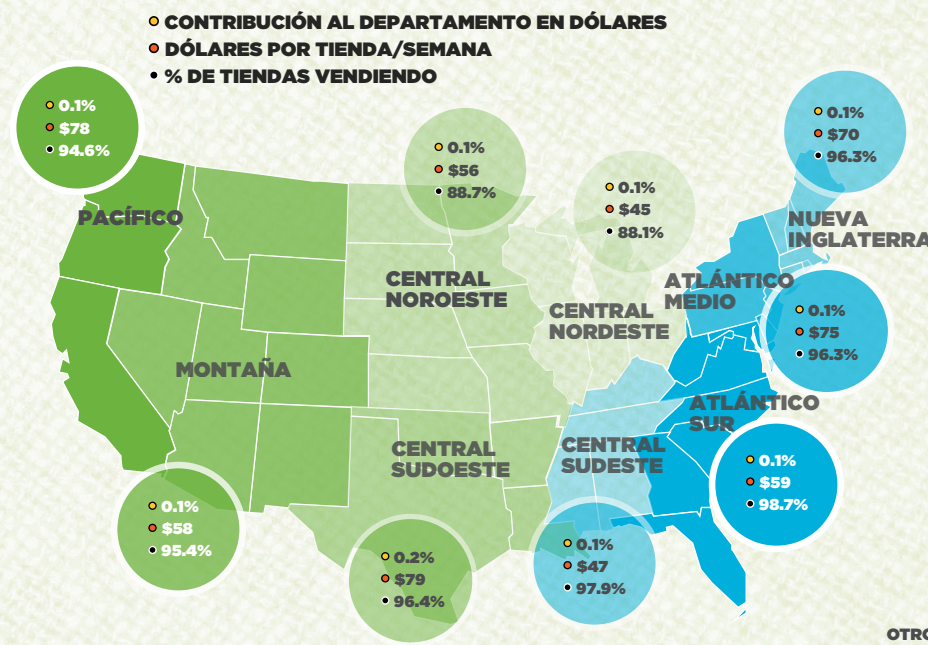 CONTRIBUCIÓN AL DEPARTAMENTO EN DÓLARES
DÓLARES POR TIENDA/SEMANA
% DE TIENDAS VENDIENDO
0.1%
$78
94.6%
PACÍFICO
0.1%
$56
88.7%
CENTRAL
NOROESTE
0.1%
$45
88.1%
CENTRAL
NORDESTE
0.1%
$70
96.3%
NUEVA
INGLATERRA
ATLÁNTICO
MEDIO
0.1%
$75
96.3%
MONTAÑA
0.1%
$58
95.4%
CENTRAL
SUDOESTE
0.2%
$79
96.4%
CENTRAL
SUDESTE
0.1%
$47
97.9%
ATLÁNTICO
SUR
0.1%
$59
98.7%
OTRO